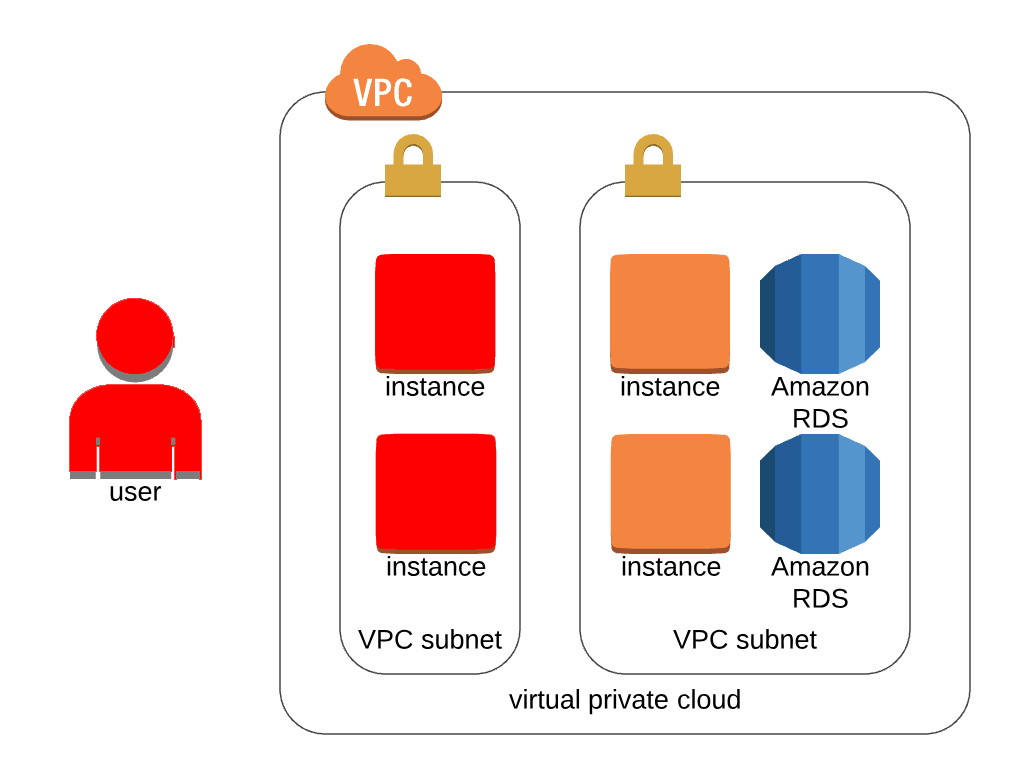 VPC
instance
instance
Amazon
RDS
user
instance
instance
Amazon
RDS
VPC subnet
VPC subnet
virtual private cloud